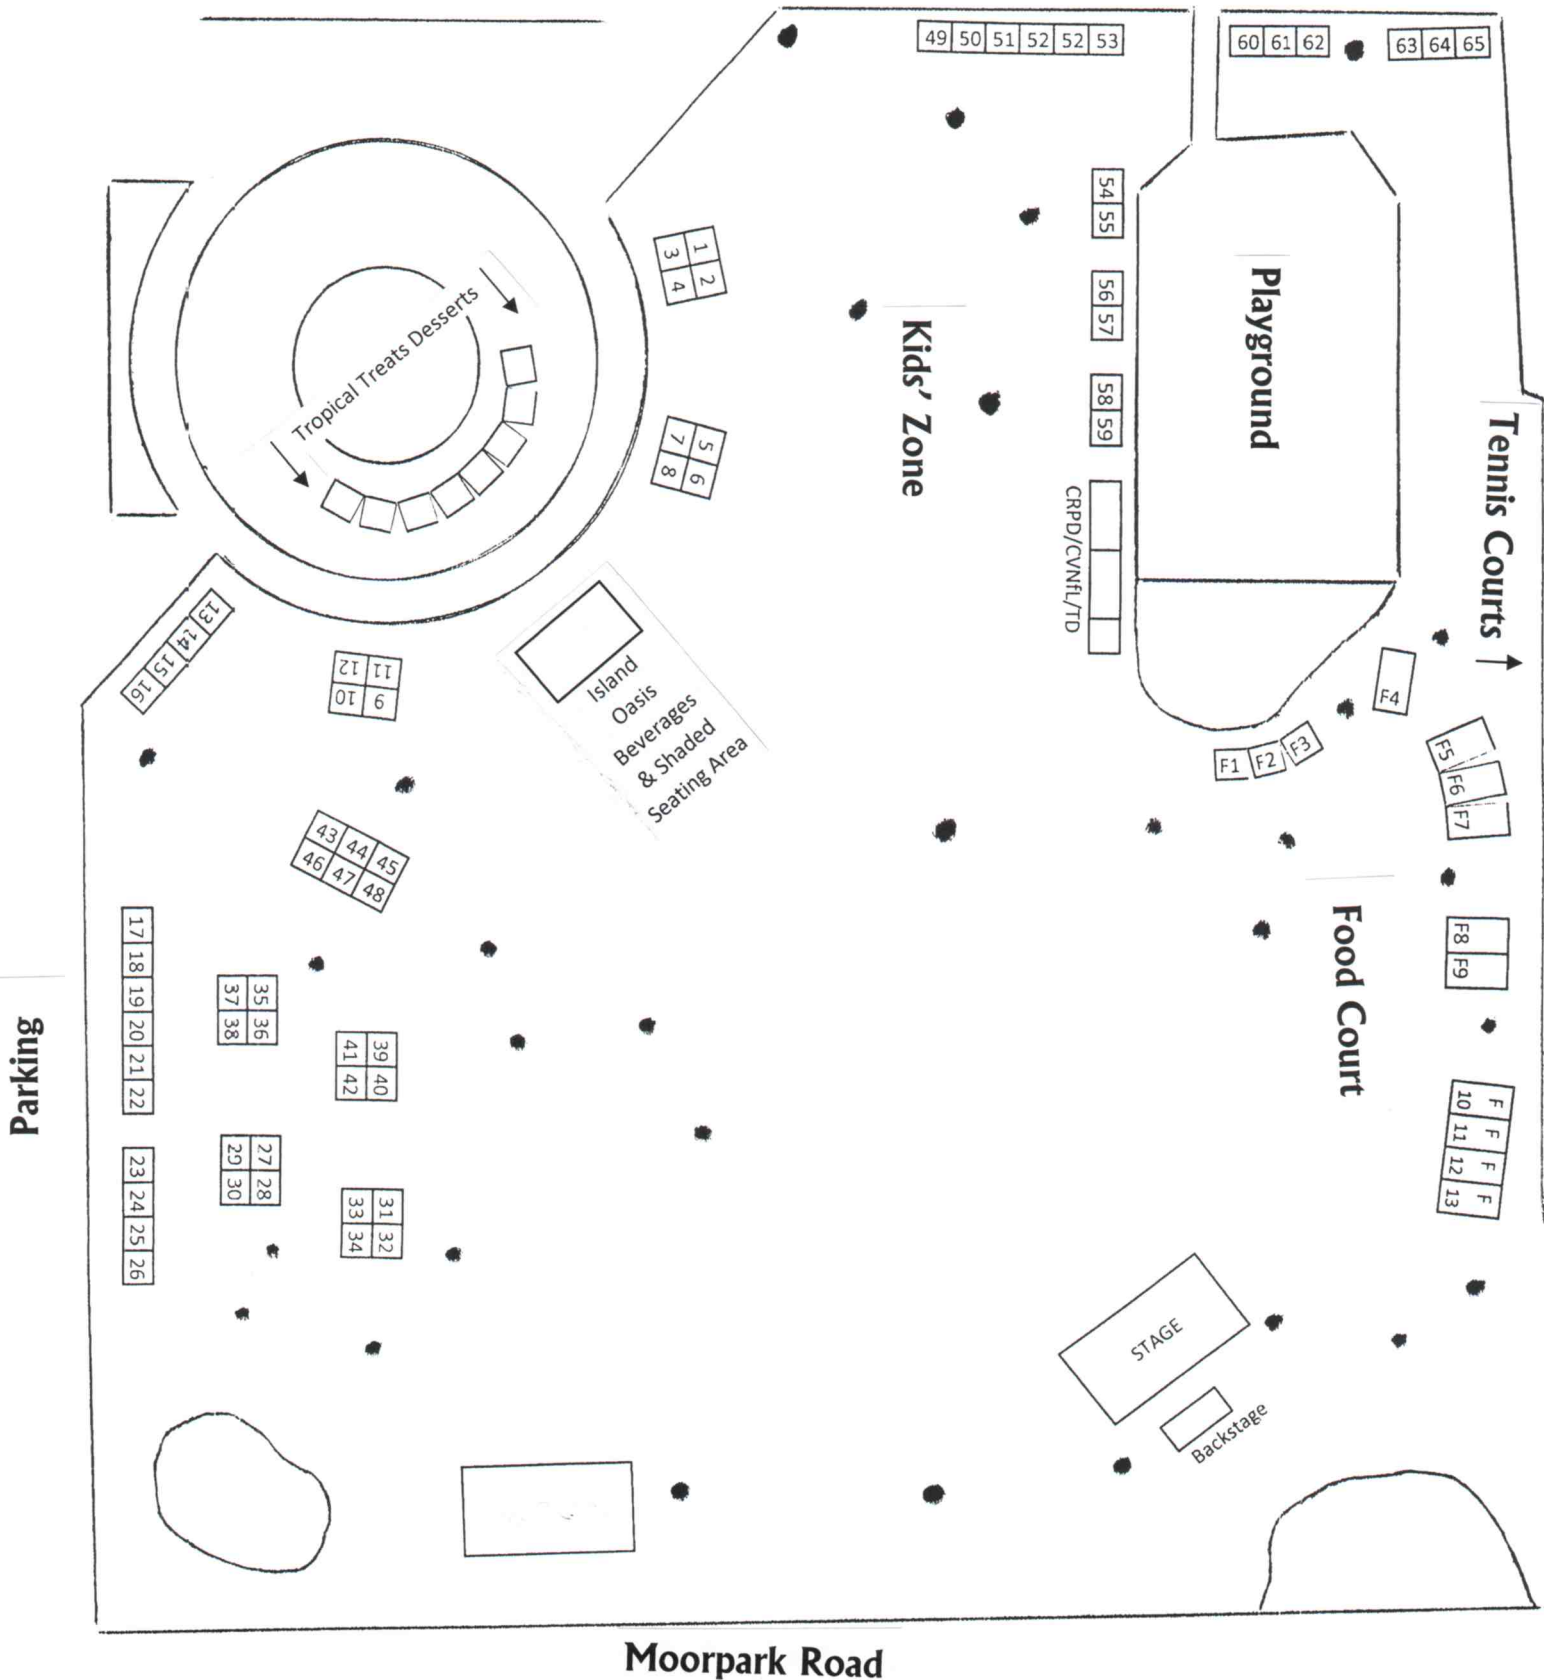 49 50 51 52 52 53
60 61 62
63 64 65
54 55
56 57
58 59
CRPD/CVNfL/TD
Playground
Kids' Zone
Tennis Courts
1 2
3 4
5 6
7 8
Tropical Treats Desserts
Island
Oasis
Beverages
& Shaded
Seating Area
13 14 15 16
11 12
9 10
F1 F2 F3
F4
F5
F6
F7
F8
F9
Food Court
F F F F
10 11 12 13
43 44 45
46 47 48
17 18 19 20 21 22
23 24 25 26
35 36
37 38
39 40
41 42
27 28
29 30
31 32
33 34
Parking
STAGE
Backstage
Moorpark Road